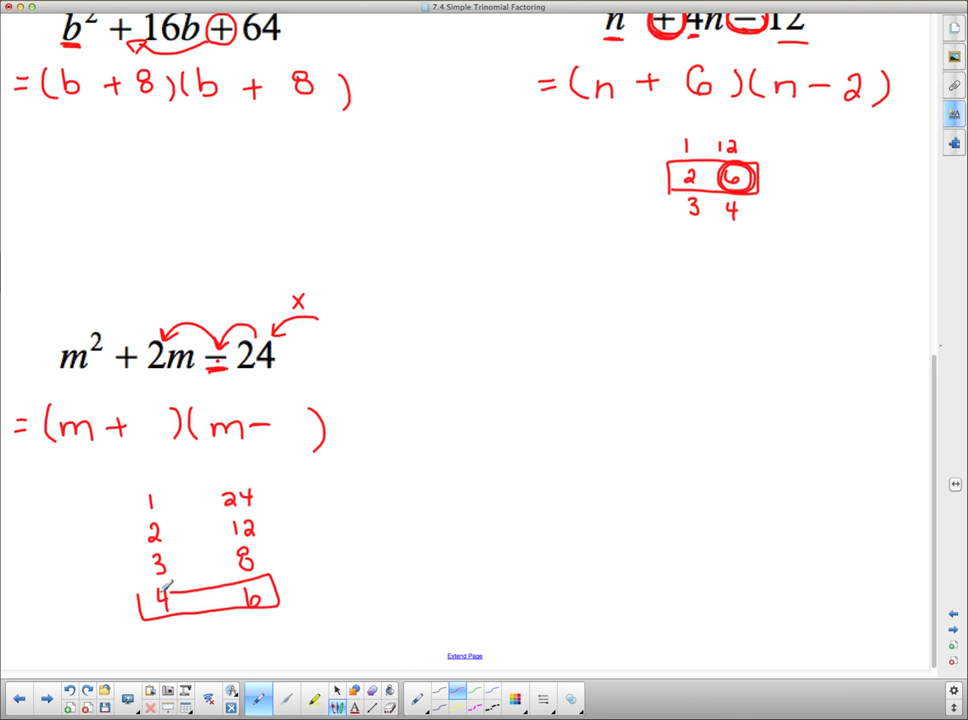 7.4 Simple Trinomial Factoring
b² + 16b + 64
= (b + 8)(b + 8)
n + 4n − 12
= (n + 6)(n − 2)
1 12
2 6
3 4
x
m² + 2m − 24
= (m + )(m − )
1 24
2 12
3 8
4 6
Extend Page